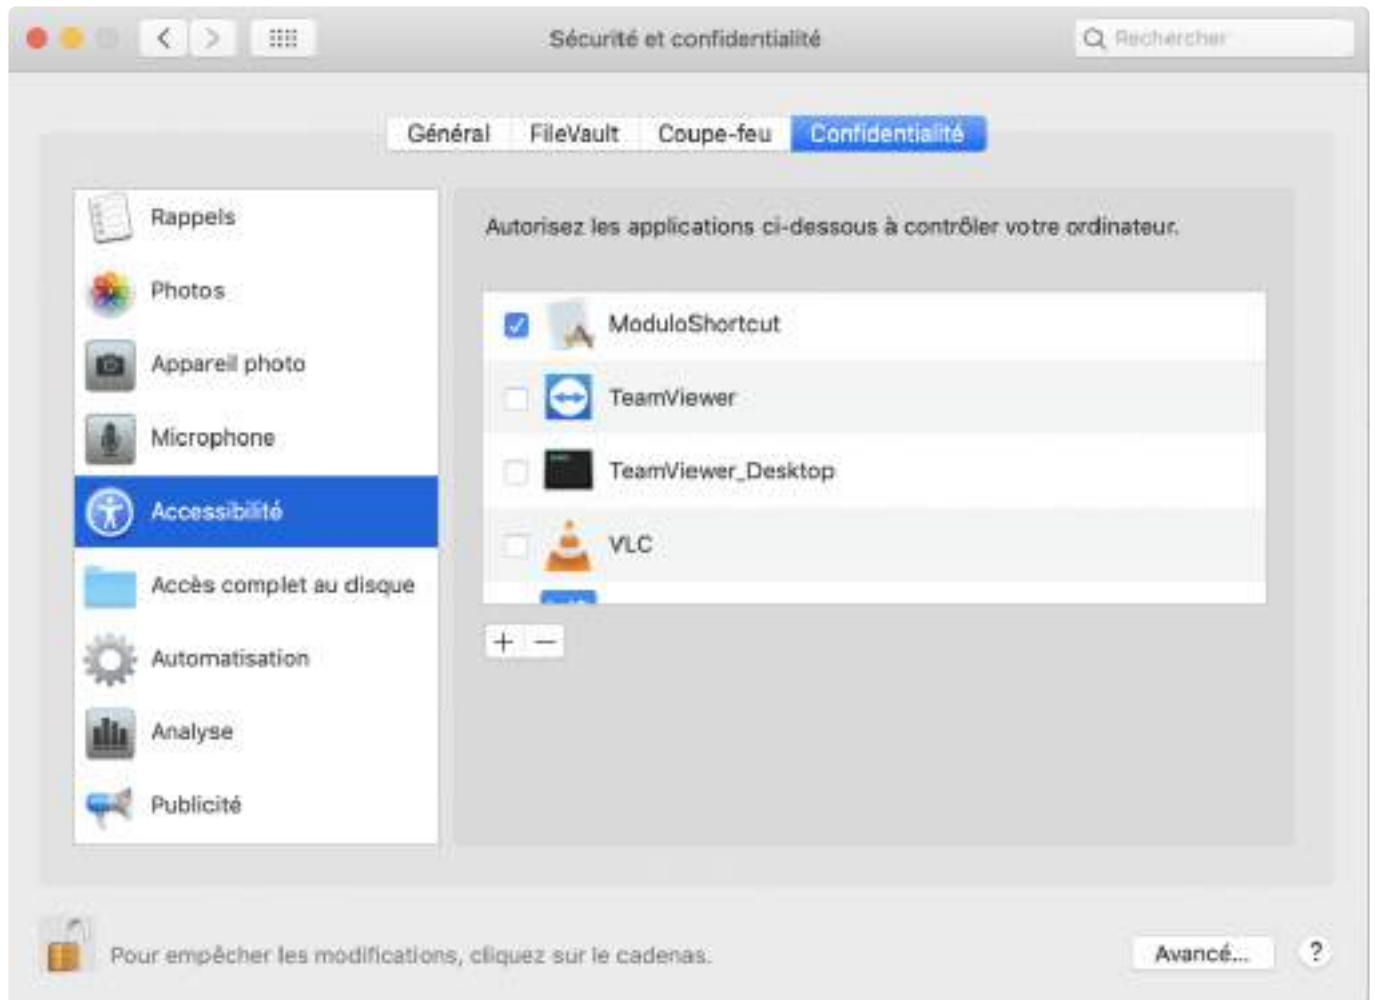 Sécurité et confidentialité
Rechercher
Général FileVault Coupe-feu Confidentialité
Rappels
Photos
Appareil photo
Microphone
Accessibilité
Accès complet au disque
Automatisation
Analyse
Publicité
Autorisez les applications ci-dessous à contrôler votre ordinateur.
ModuloShortcut
TeamViewer
TeamViewer_Desktop
VLC
+ −
Pour empêcher les modifications, cliquez sur le cadenas.
Avancé... ?